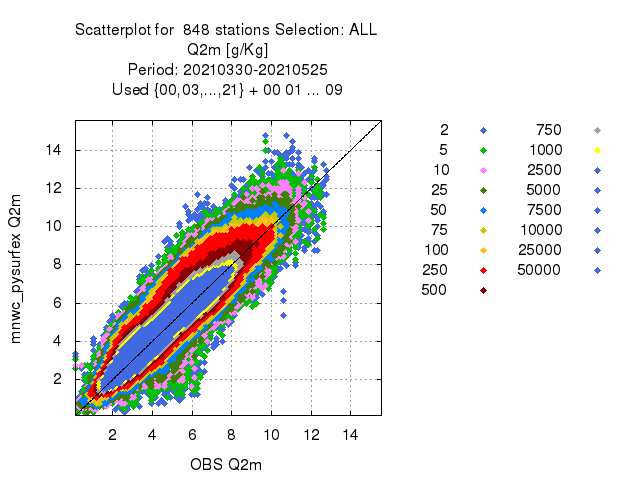 Scatterplot for 848 stations Selection: ALL
Q2m [g/Kg]
Period: 20210330-20210525
Used {00,03,...,21} + 00 01 ... 09
14
12
10
8
6
4
2
mnwc_pysurfex Q2m
2 4 6 8 10 12 14
OBS Q2m
2 750
5 1000
10 2500
25 5000
50 7500
75 10000
100 25000
250 50000
500